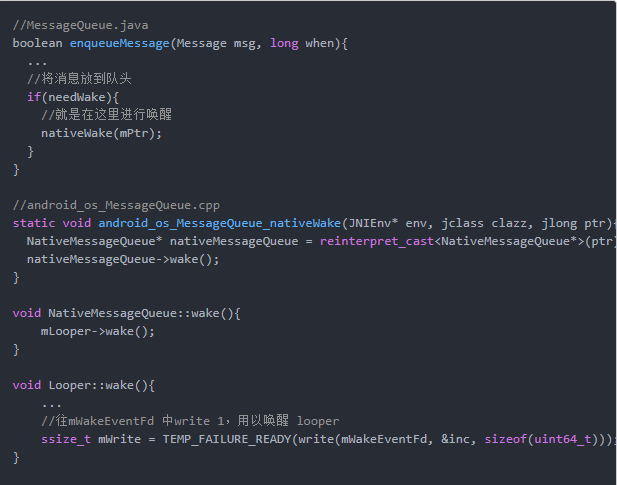 //MessageQueue.java
boolean enqueueMessage(Message msg, long when){
  ...
  //将消息放到队头
  if(needWake){
    //就是在这里进行唤醒
    nativeWake(mPtr);
  }
}

//android_os_MessageQueue.cpp
static void android_os_MessageQueue_nativeWake(JNIEnv* env, jclass clazz, jlong ptr){
  NativeMessageQueue* nativeMessageQueue = reinterpret_cast<NativeMessageQueue*>(ptr)
  nativeMessageQueue->wake();
}

void NativeMessageQueue::wake(){
    mLooper->wake();
}

void Looper::wake(){
    ...
    //往mWakeEventFd 中write 1，用以唤醒 looper
    ssize_t mWrite = TEMP_FAILURE_READY(write(mWakeEventFd, &inc, sizeof(uint64_t)));
}